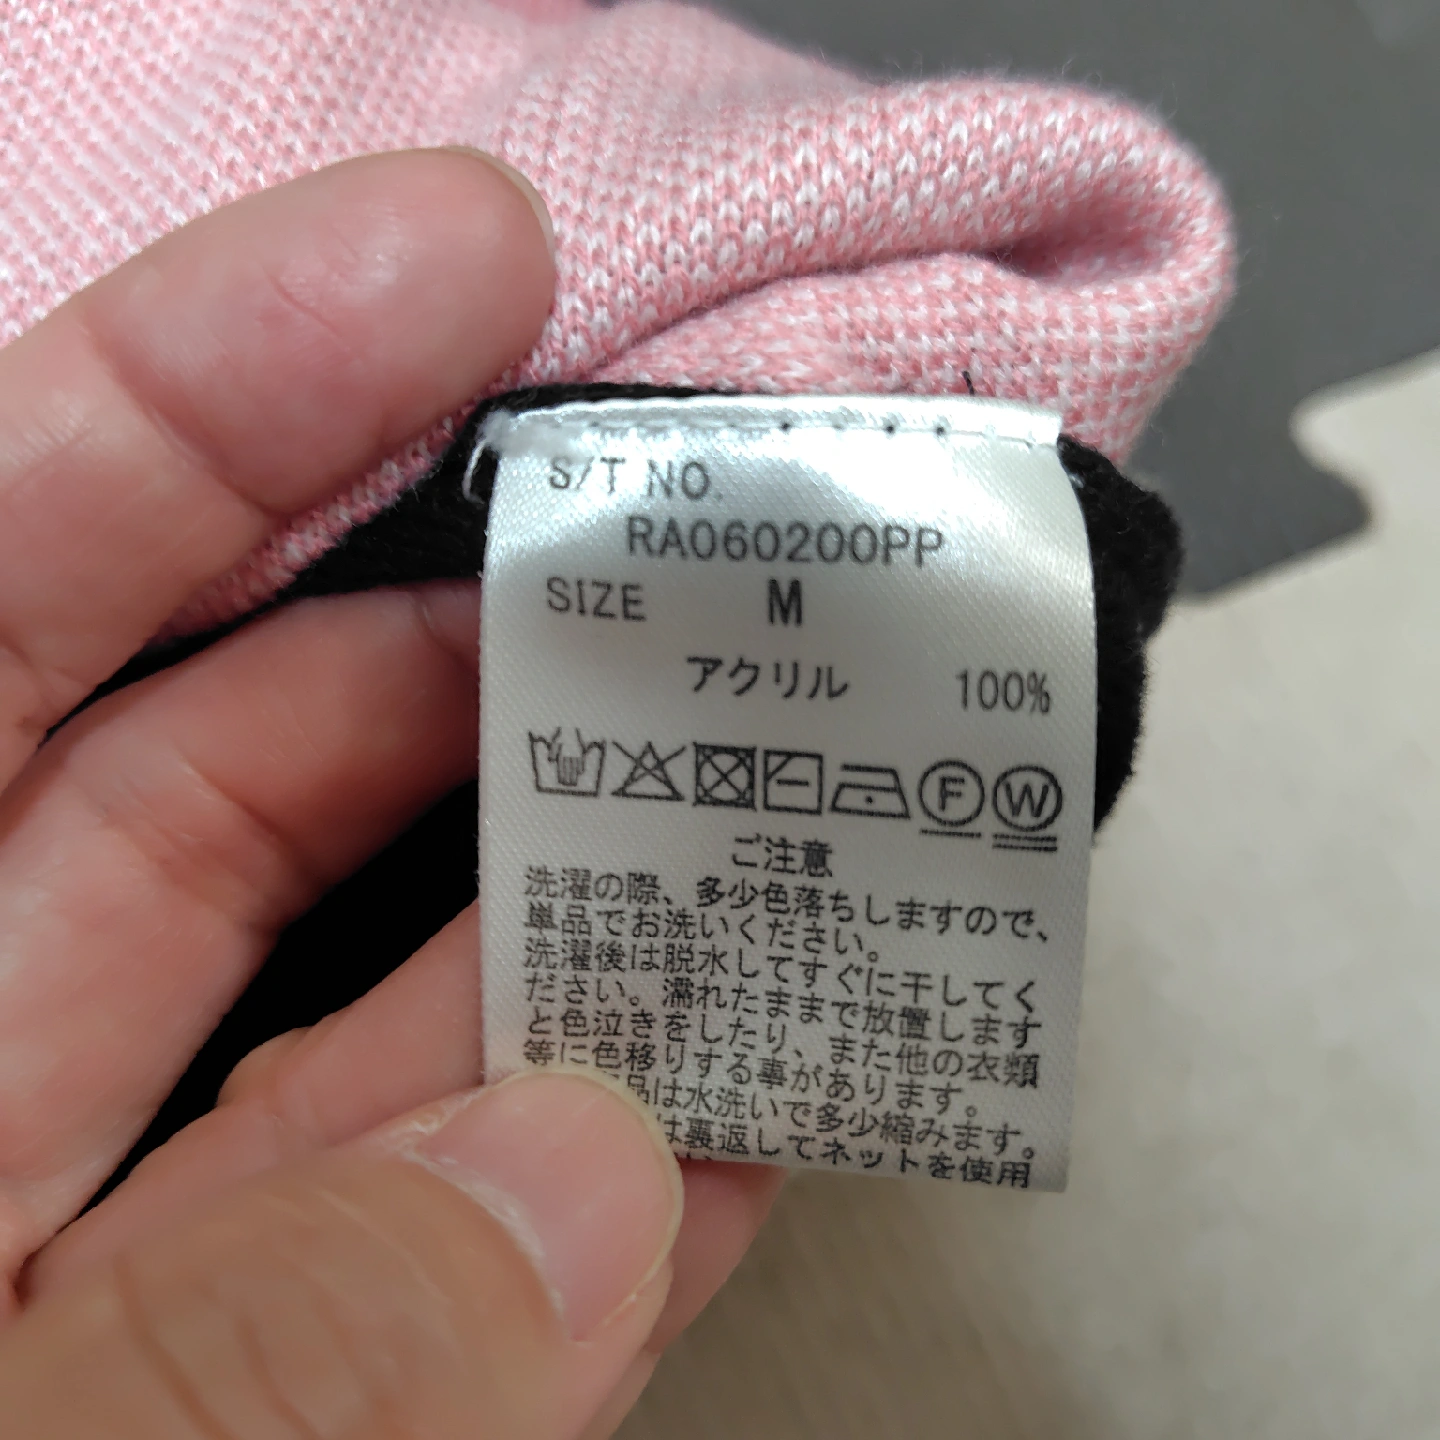 S/T NO.
RA060200PP
SIZE M
アクリル 100%
F W
ご注意
洗濯の際、多少色落ちしますので、
単品でお洗いください。
洗濯後は脱水してすぐに干してく
ださい。濡れたままで放置します
と色泣きをしたり、また他の衣類
等に色移りする事があります。
品は水洗いで多少縮みます。
は裏返してネットを使用